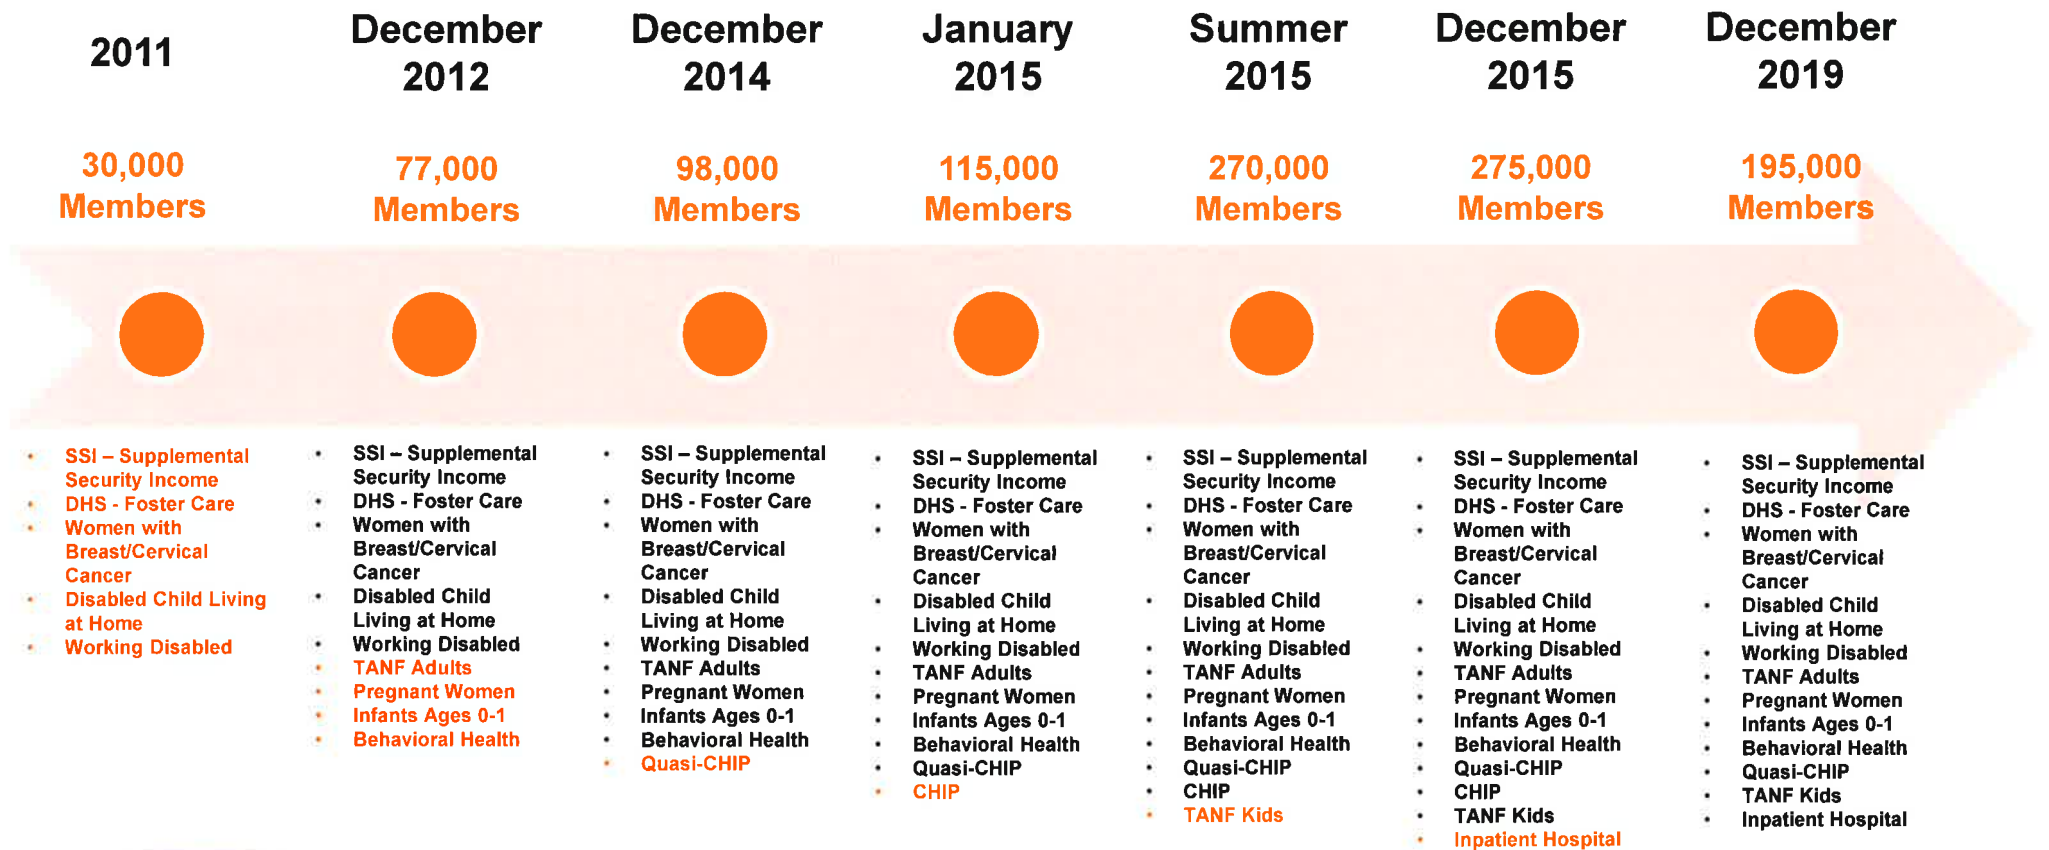 2011
30,000
Members
SSI – Supplemental
Security Income
DHS - Foster Care
Women with
Breast/Cervical
Cancer
Disabled Child Living
at Home
Working Disabled
December
2012
77,000
Members
SSI – Supplemental
Security Income
DHS - Foster Care
Women with
Breast/Cervical
Cancer
Disabled Child
Living at Home
Working Disabled
TANF Adults
Pregnant Women
Infants Ages 0-1
Behavioral Health
December
2014
98,000
Members
SSI – Supplemental
Security Income
DHS - Foster Care
Women with
Breast/Cervical
Cancer
Disabled Child
Living at Home
Working Disabled
TANF Adults
Pregnant Women
Infants Ages 0-1
Behavioral Health
Quasi-CHIP
January
2015
115,000
Members
SSI – Supplemental
Security Income
DHS - Foster Care
Women with
Breast/Cervical
Cancer
Disabled Child
Living at Home
Working Disabled
TANF Adults
Pregnant Women
Infants Ages 0-1
Behavioral Health
Quasi-CHIP
CHIP
Summer
2015
270,000
Members
SSI – Supplemental
Security Income
DHS - Foster Care
Women with
Breast/Cervical
Cancer
Disabled Child
Living at Home
Working Disabled
TANF Adults
Pregnant Women
Infants Ages 0-1
Behavioral Health
Quasi-CHIP
CHIP
TANF Kids
December
2015
275,000
Members
SSI – Supplemental
Security Income
DHS - Foster Care
Women with
Breast/Cervical
Cancer
Disabled Child
Living at Home
Working Disabled
TANF Adults
Pregnant Women
Infants Ages 0-1
Behavioral Health
Quasi-CHIP
CHIP
TANF Kids
Inpatient Hospital
December
2019
195,000
Members
SSI – Supplemental
Security Income
DHS - Foster Care
Women with
Breast/Cervical
Cancer
Disabled Child
Living at Home
Working Disabled
TANF Adults
Pregnant Women
Infants Ages 0-1
Behavioral Health
Quasi-CHIP
TANF Kids
Inpatient Hospital